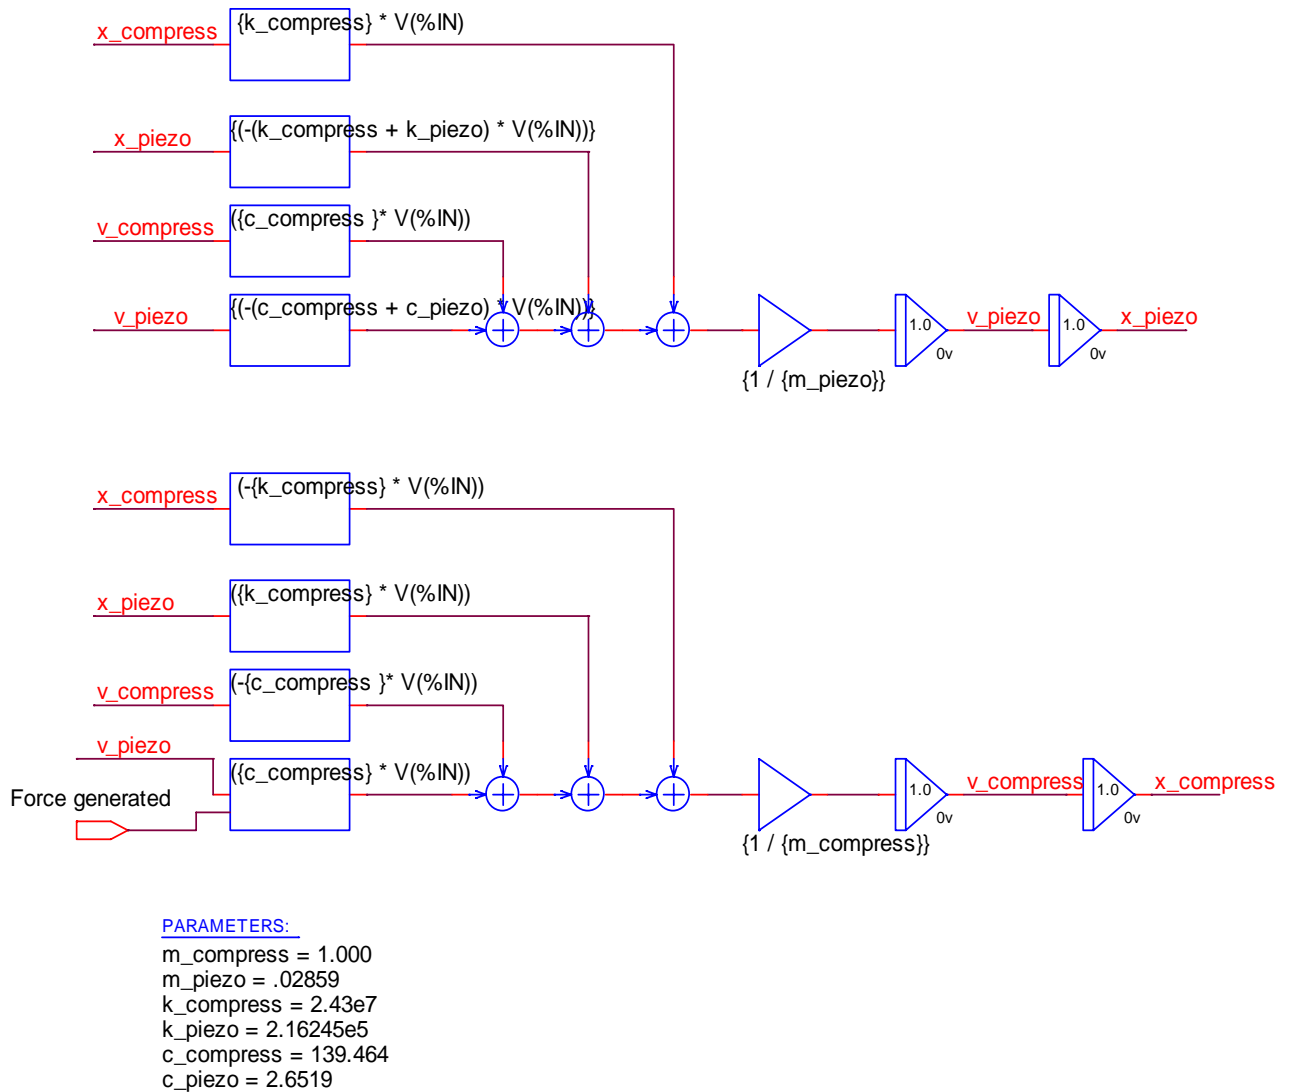 x_compress {k_compress} * V(%IN)
x_piezo {(-(k_compress + k_piezo) * V(%IN))}
v_compress ({c_compress }* V(%IN))
v_piezo {(-(c_compress + c_piezo) * V(%IN))} 1.0 0v v_piezo 1.0 0v x_piezo
{1 / {m_piezo}}
x_compress (-{k_compress} * V(%IN))
x_piezo ({k_compress} * V(%IN))
v_compress (-{c_compress }* V(%IN))
v_piezo ({c_compress} * V(%IN)) 1.0 0v v_compress 1.0 0v x_compress
Force generated
{1 / {m_compress}}
PARAMETERS:
m_compress = 1.000
m_piezo = .02859
k_compress = 2.43e7
k_piezo = 2.16245e5
c_compress = 139.464
c_piezo = 2.6519